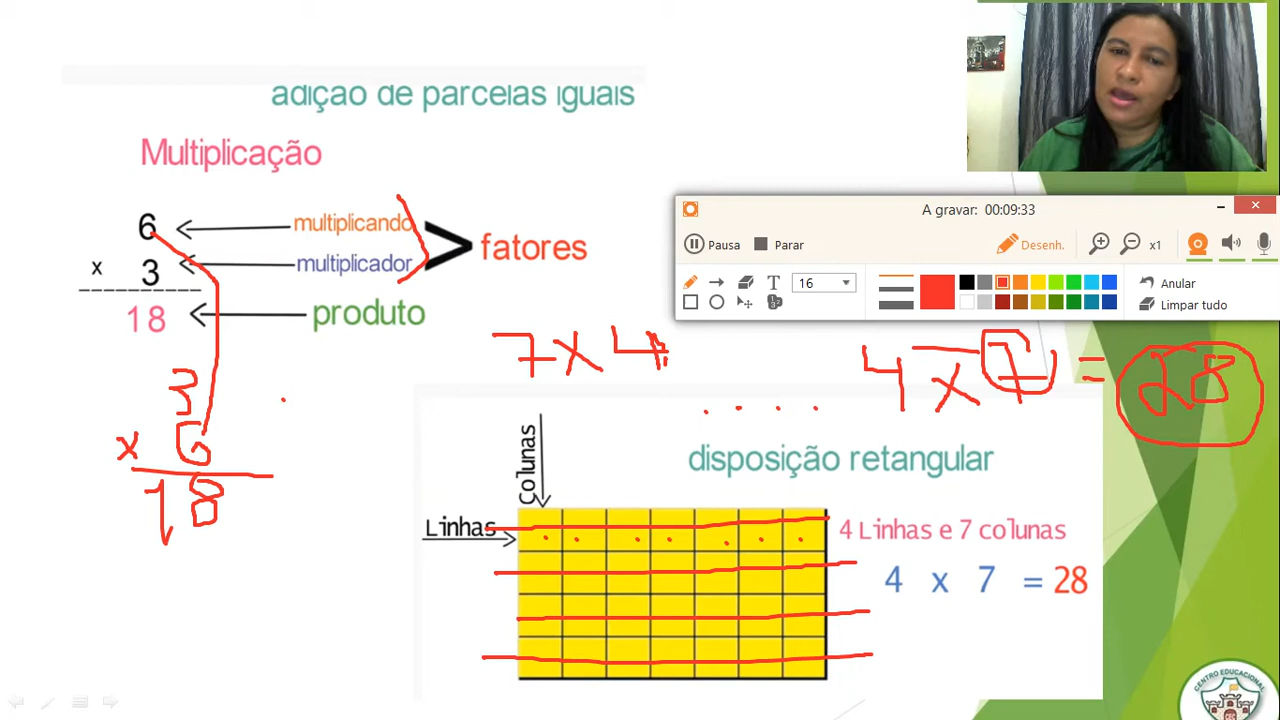 adição de parcelas iguais
Multiplicação
6 multiplicando
x 3 multiplicador
fatores
18 produto
A gravar: 00:09:33
Pausa Parar Desenh. x1
T 16 Anular
Limpar tudo
7 x 4
4 x 7 = 28
3
x 6
18
Colunas
disposição retangular
Linhas
4 Linhas e 7 colunas
4 x 7 = 28
CENTRO EDUCACIONAL